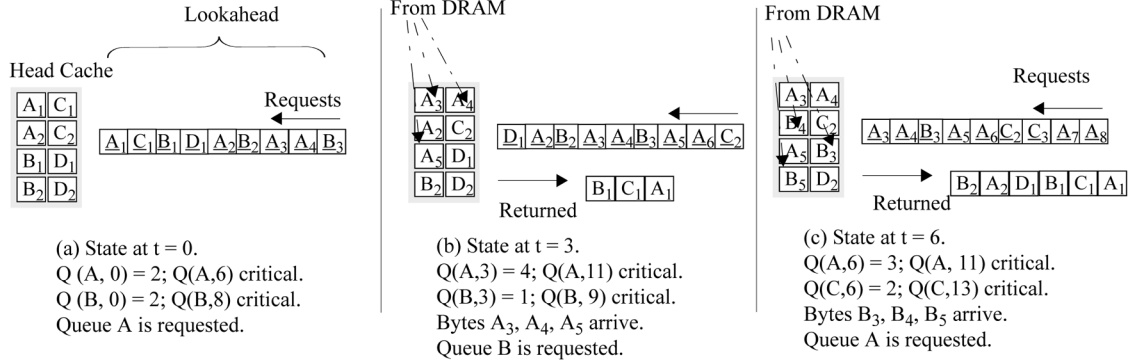 Lookahead
Head Cache
Requests
A1 C1
A2 C2
B1 D1
B2 D2
A1 C1 B1 D1 A2 B2 A3 A4 B3
(a) State at t = 0.
Q (A, 0) = 2; Q(A,6) critical.
Q (B, 0) = 2; Q(B,8) critical.
Queue A is requested.
From DRAM
A3 A4
A2 C2
A5 D1
B2 D2
D1 A2 B2 A3 A4 B3 A5 A6 C2
B1 C1 A1
Returned
(b) State at t = 3.
Q(A,3) = 4; Q(A,11) critical.
Q(B,3) = 1; Q(B, 9) critical.
Bytes A3, A4, A5 arrive.
Queue B is requested.
From DRAM
Requests
A3 A4
B4 C2
A5 B3
B5 D2
A3 A4 B3 A5 A6 C2 C3 A7 A8
B2 A2 D1 B1 C1 A1
Returned
(c) State at t = 6.
Q(A,6) = 3; Q(A, 11) critical.
Q(C,6) = 2; Q(C,13) critical.
Bytes B3, B4, B5 arrive.
Queue A is requested.